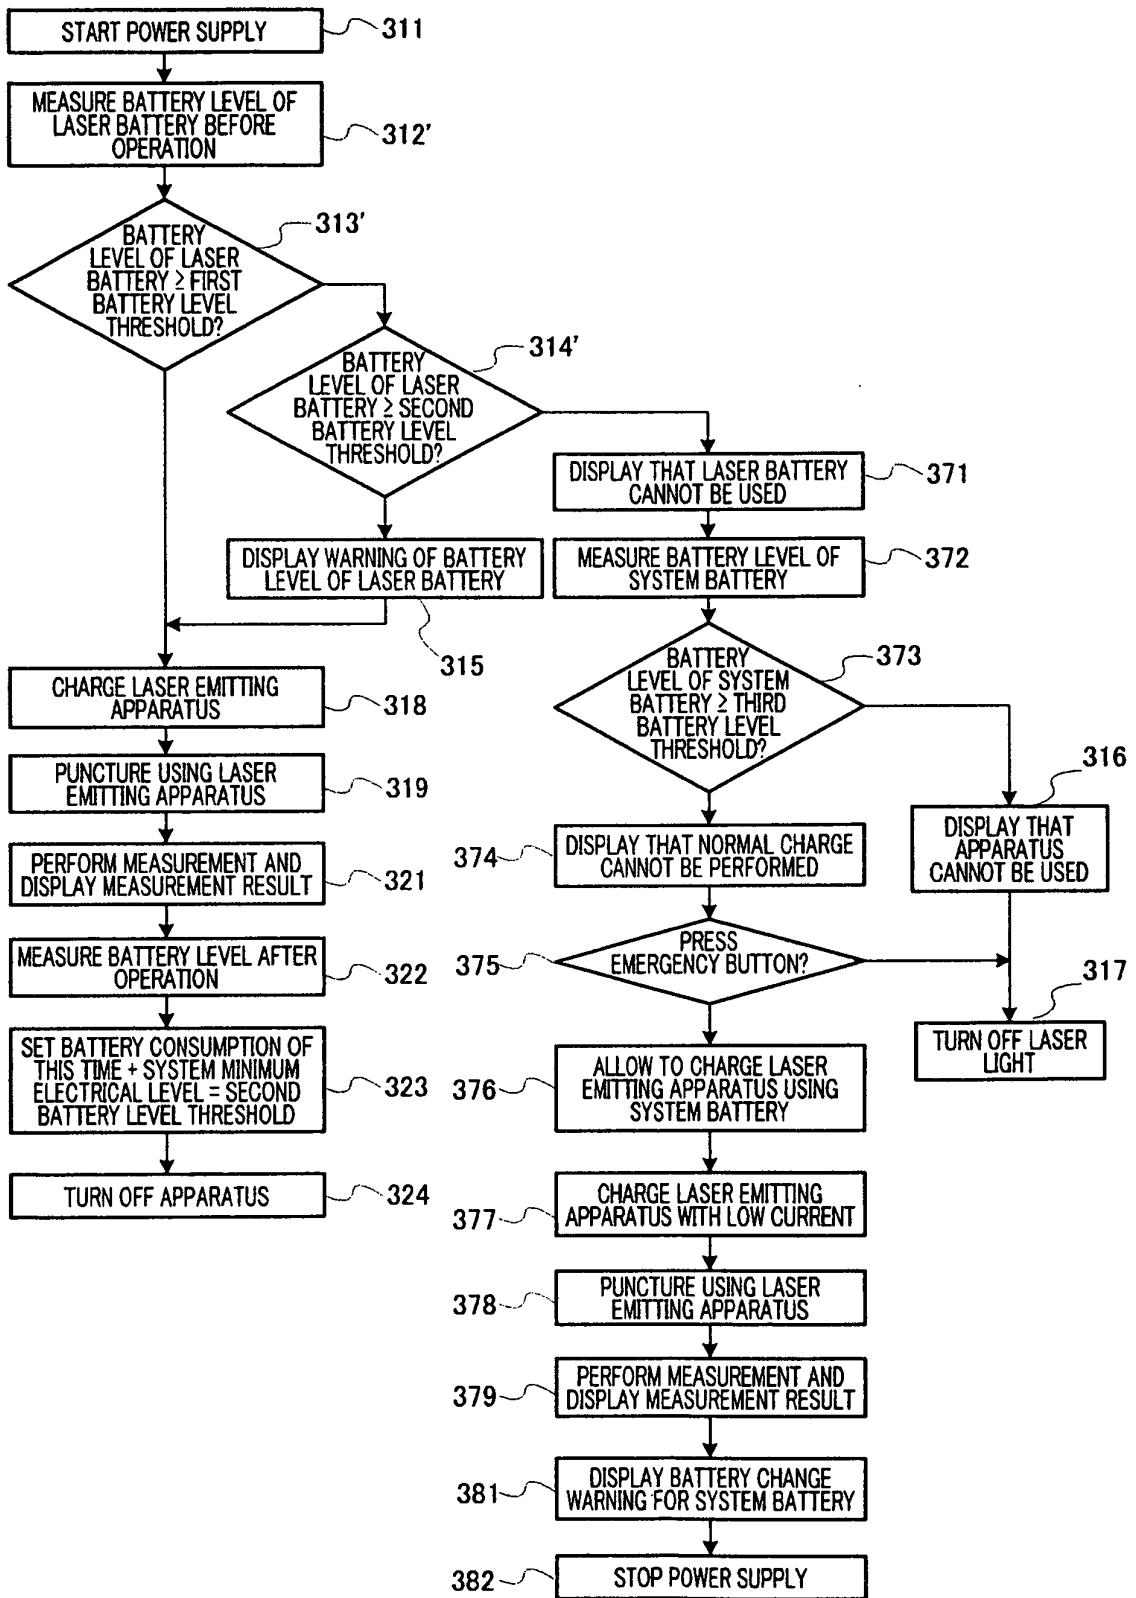 START POWER SUPPLY
311
MEASURE BATTERY LEVEL OF
LASER BATTERY BEFORE
OPERATION
312'
BATTERY
LEVEL OF LASER
BATTERY ≥ FIRST
BATTERY LEVEL
THRESHOLD?
313'
BATTERY
LEVEL OF LASER
BATTERY ≥ SECOND
BATTERY LEVEL
THRESHOLD?
314'
DISPLAY WARNING OF BATTERY
LEVEL OF LASER BATTERY
315
CHARGE LASER EMITTING
APPARATUS
318
PUNCTURE USING LASER
EMITTING APPARATUS
319
PERFORM MEASUREMENT AND
DISPLAY MEASUREMENT RESULT
321
MEASURE BATTERY LEVEL AFTER
OPERATION
322
SET BATTERY CONSUMPTION OF
THIS TIME + SYSTEM MINIMUM
ELECTRICAL LEVEL = SECOND
BATTERY LEVEL THRESHOLD
323
TURN OFF APPARATUS
324
DISPLAY THAT LASER BATTERY
CANNOT BE USED
371
MEASURE BATTERY LEVEL OF
SYSTEM BATTERY
372
BATTERY
LEVEL OF SYSTEM
BATTERY ≥ THIRD
BATTERY LEVEL
THRESHOLD?
373
316
DISPLAY THAT
APPARATUS
CANNOT BE USED
374
DISPLAY THAT NORMAL CHARGE
CANNOT BE PERFORMED
375
PRESS
EMERGENCY BUTTON?
317
TURN OFF LASER
LIGHT
376
ALLOW TO CHARGE LASER
EMITTING APPARATUS USING
SYSTEM BATTERY
377
CHARGE LASER EMITTING
APPARATUS WITH LOW CURRENT
378
PUNCTURE USING LASER
EMITTING APPARATUS
379
PERFORM MEASUREMENT AND
DISPLAY MEASUREMENT RESULT
381
DISPLAY BATTERY CHANGE
WARNING FOR SYSTEM BATTERY
382
STOP POWER SUPPLY